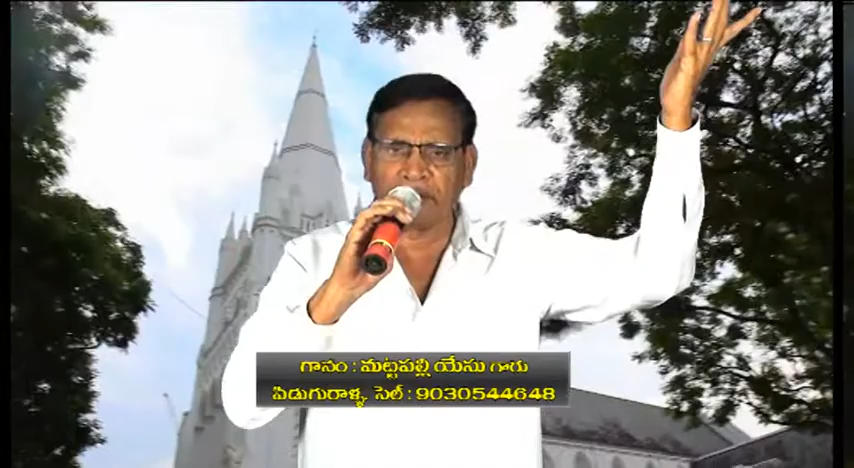 గానం : మట్టపల్లి యేసు గారు
పిడుగురాళ్ళ సెల్ : 9030544648